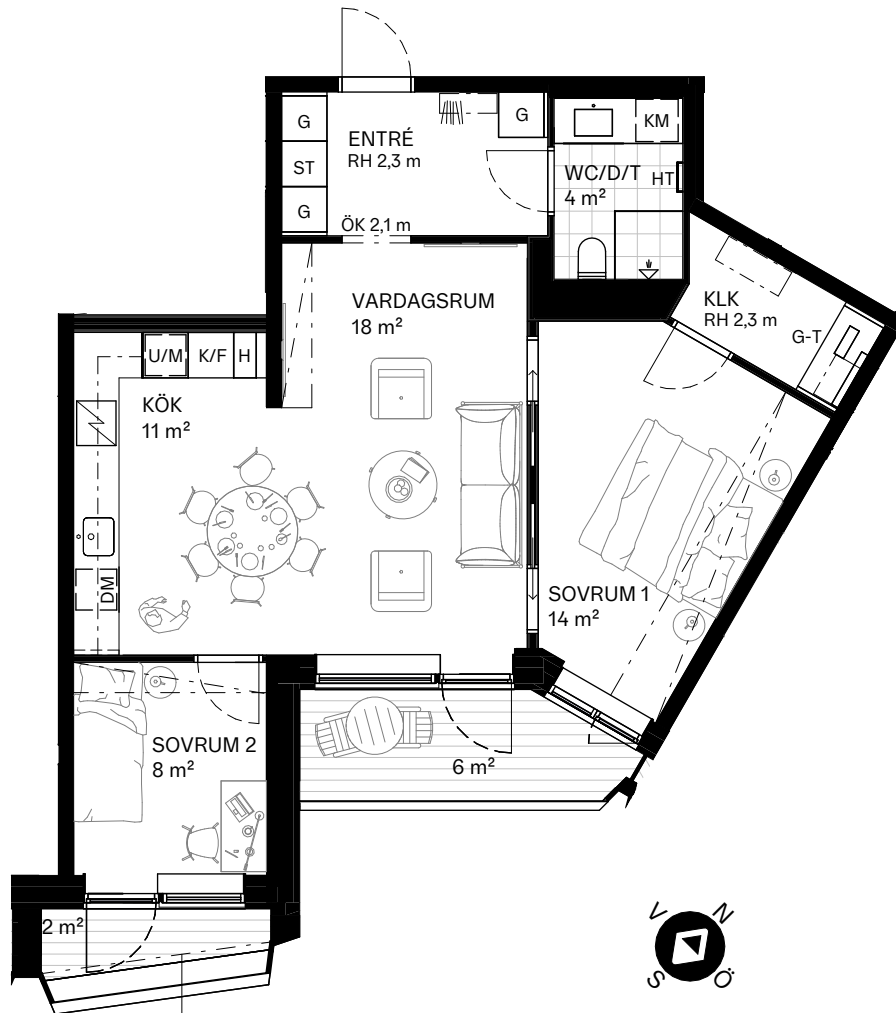 G
ENTRÉ
RH 2,3 m
G
KM
ST
WC/D/T
4 m²
HT
G
ÖK 2,1 m
VARDAGSRUM
18 m²
KLK
RH 2,3 m
G-T
U/M
K/F
H
KÖK
11 m²
DM
SOVRUM 1
14 m²
SOVRUM 2
8 m²
6 m²
2 m²
V
N
S
Ö